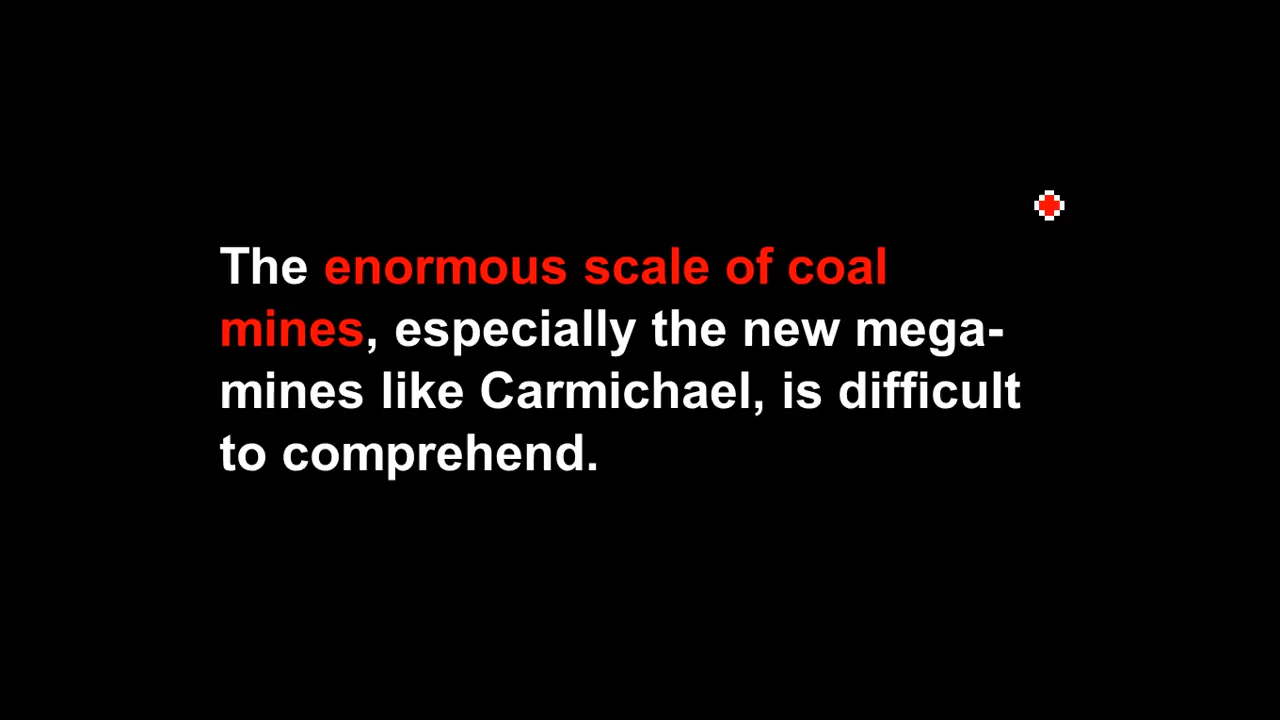 The enormous scale of coal
mines, especially the new mega-
mines like Carmichael, is difficult
to comprehend.